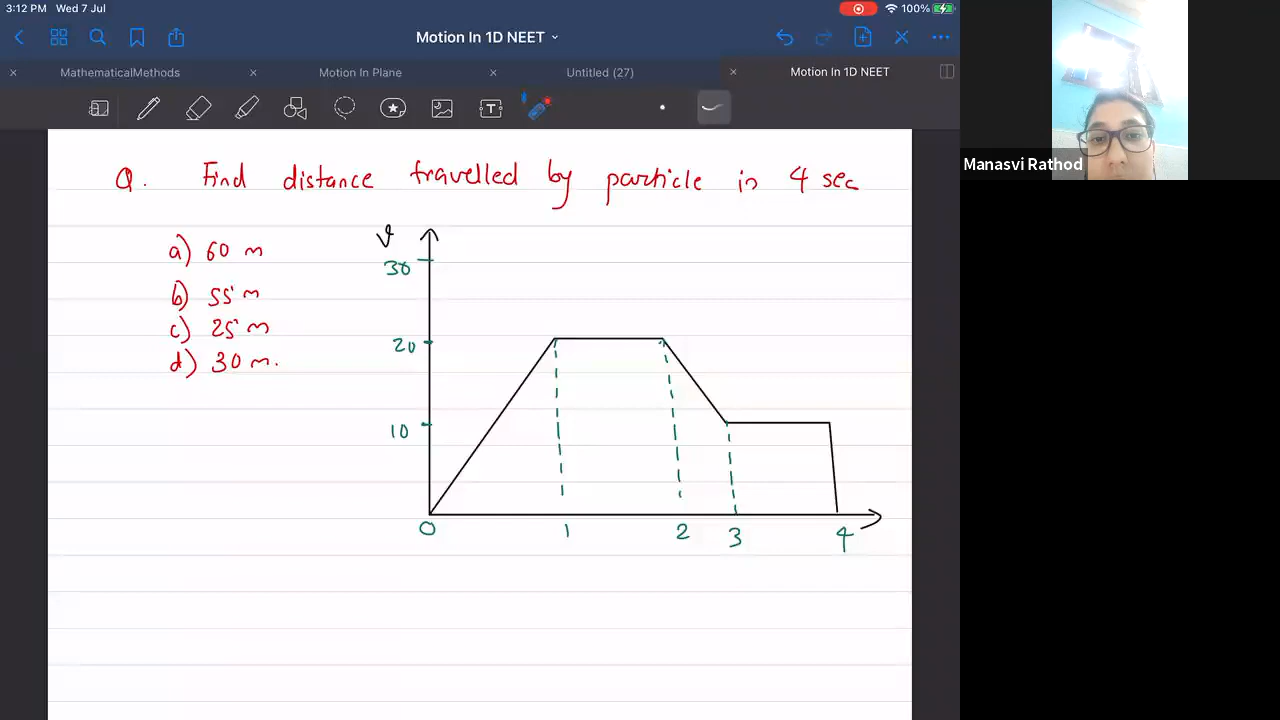 3:12 PM Wed 7 Jul
100%
Motion In 1D NEET
MathematicalMethods
Motion In Plane
Untitled (27)
Motion In 1D NEET
Manasvi Rathod
Q. Find distance travelled by particle in 4 sec
a) 60 m
b) 55 m
c) 25 m
d) 30 m.
v
30
20
10
0 1 2 3 4